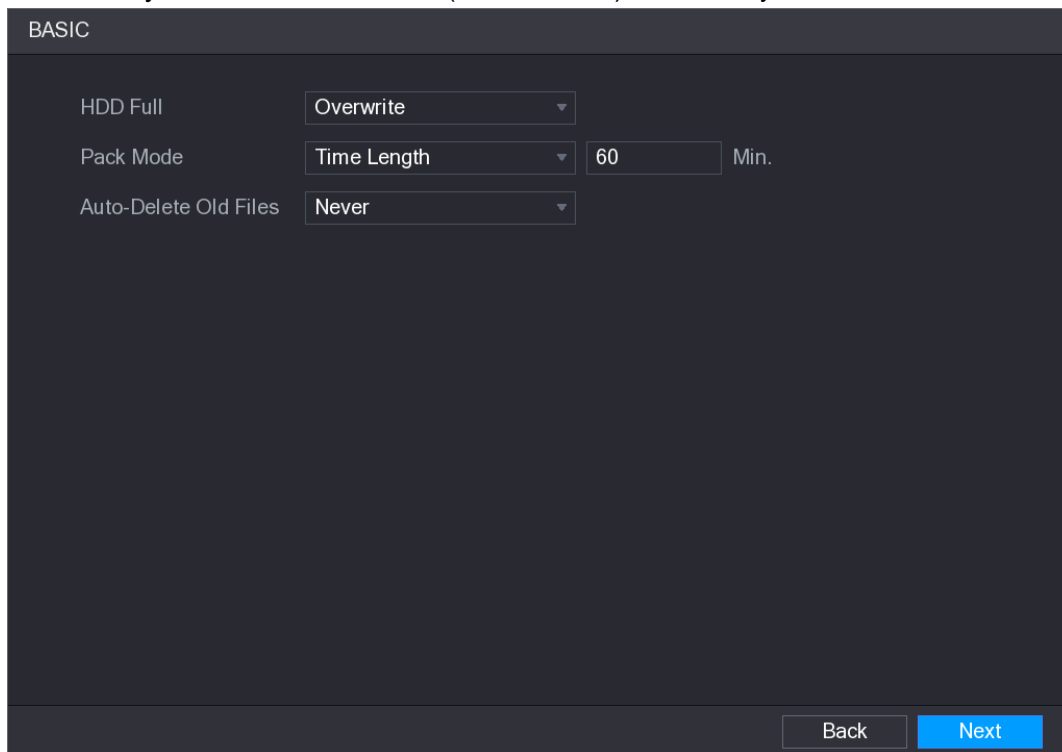 BASIC
HDD Full Overwrite
Pack Mode Time Length 60 Min.
Auto-Delete Old Files Never
Back Next